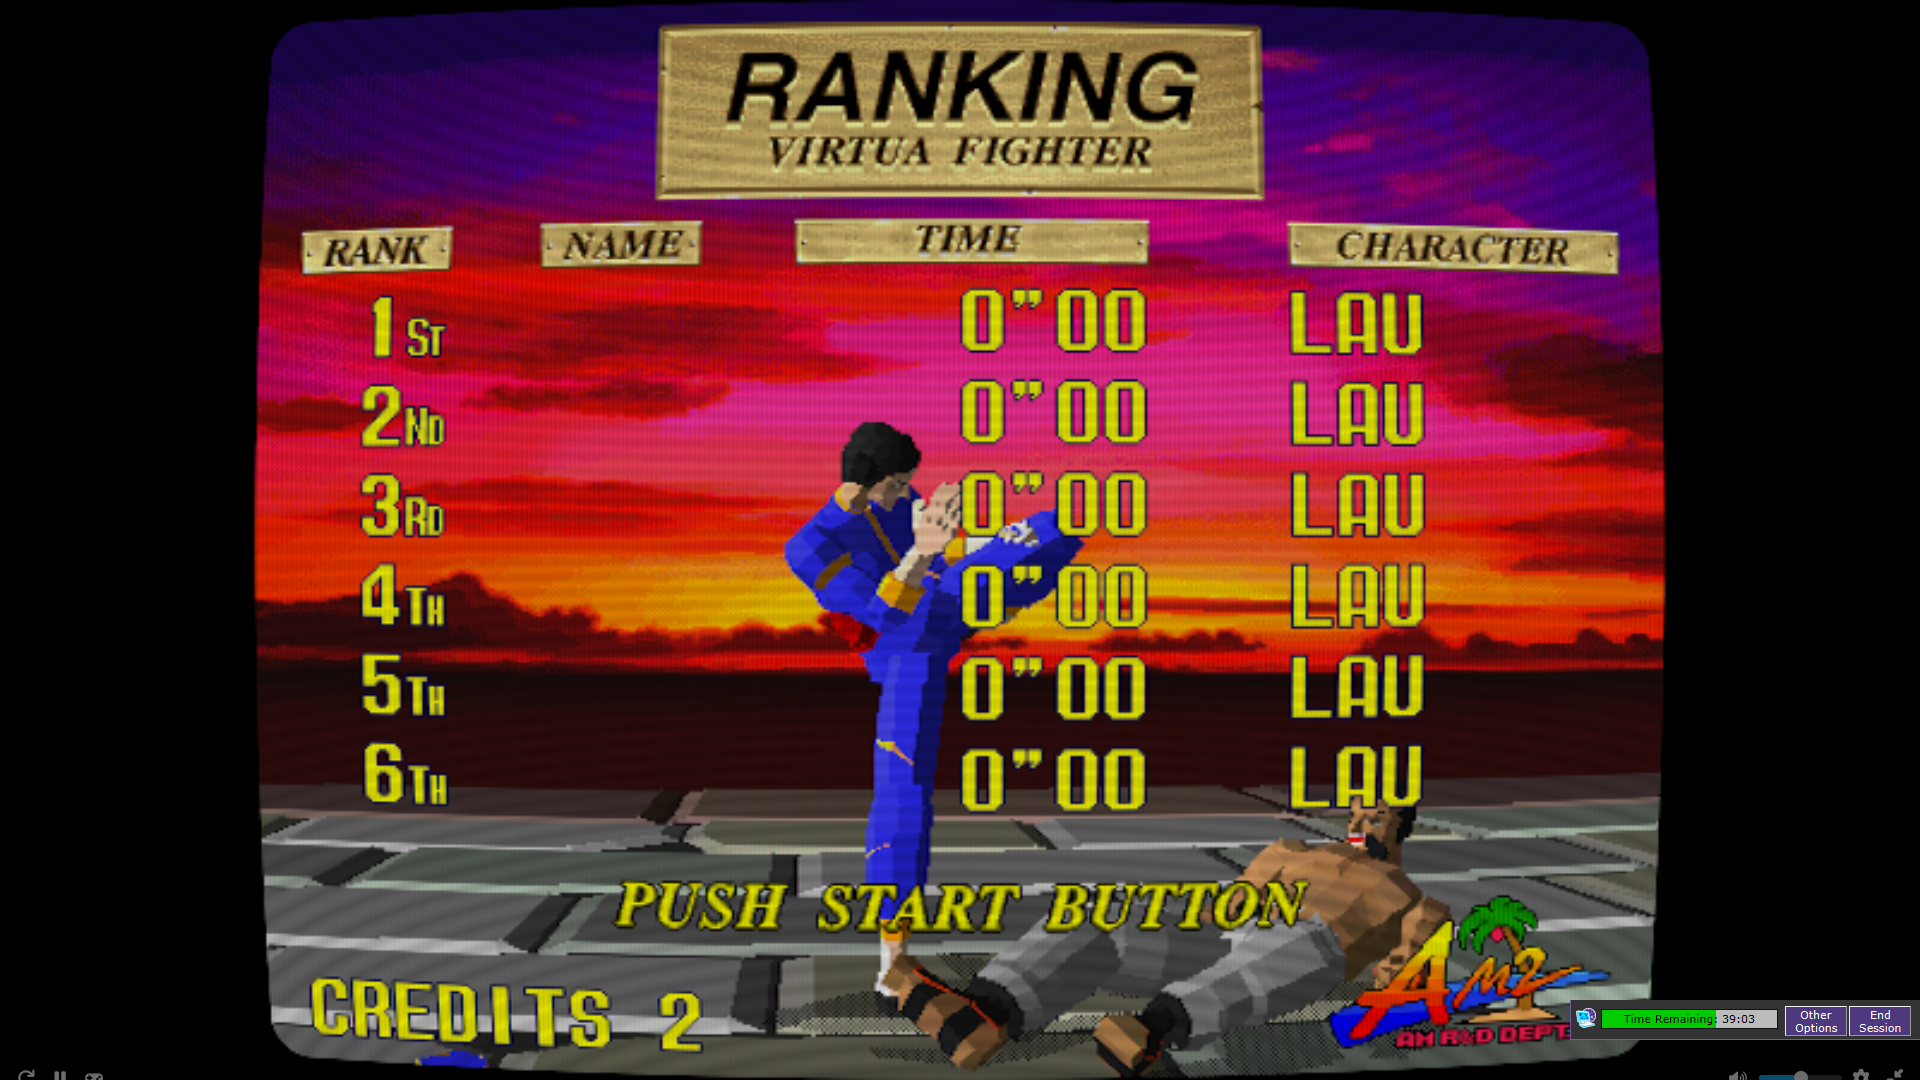 RANKING
VIRTUA FIGHTER
RANK NAME TIME CHARACTER
1ST 0"00 LAU
2ND 0"00 LAU
3RD 0"00 LAU
4TH 0"00 LAU
5TH 0"00 LAU
6TH 0"00 LAU
PUSH START BUTTON
CREDITS 2
AM2
AM R&D DEPT
Time Remaining: 39:03
Other Options
End Session